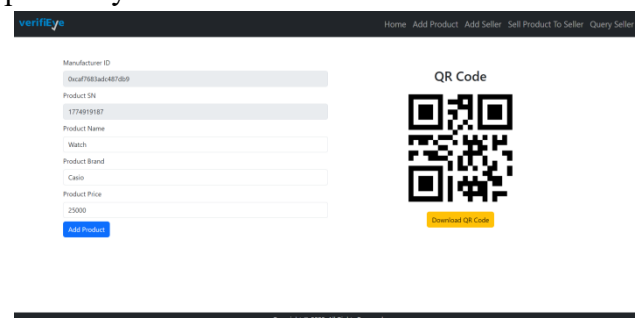 verifiEye
Home Add Product Add Seller Sell Product To Seller Query Seller
Manufacturer ID
0xcaf7683adc487db9
Product SN
1774919187
Product Name
Watch
Product Brand
Casio
Product Price
25000
Add Product
QR Code
Download QR Code